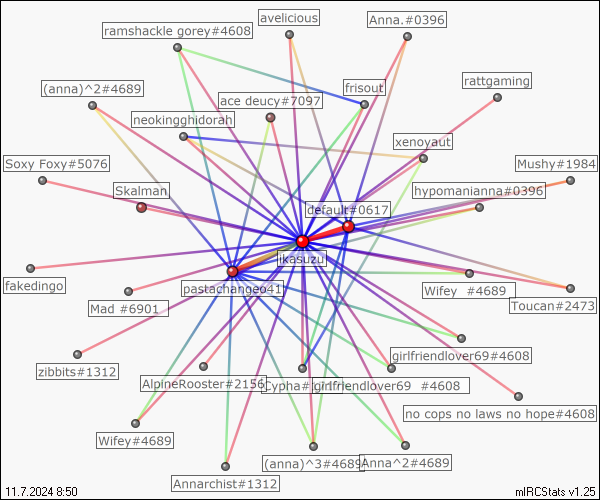 avelicious
Anna.#0396
ramshackle gorey#4608
rattgaming
(anna)^2#4689
frisout
ace deucy#7097
neokingghidorah
xenoyaut
Soxy Foxy#5076
Mushy#1984
Skalman
hypomanianna#0396
default#0617
ikasuzu
fakedingo
pastachangeo41
Mad #6901
Wifey #4689
Toucan#2473
girlfriendlover69#4608
zibbits#1312
AlpineRooster#2156
Cypha#
girlfriendlover69 #4608
no cops no laws no hope#4608
Wifey#4689
(anna)^3#4689
Anna^2#4689
Annarchist#1312
11.7.2024 8:50
mIRCStats v1.25